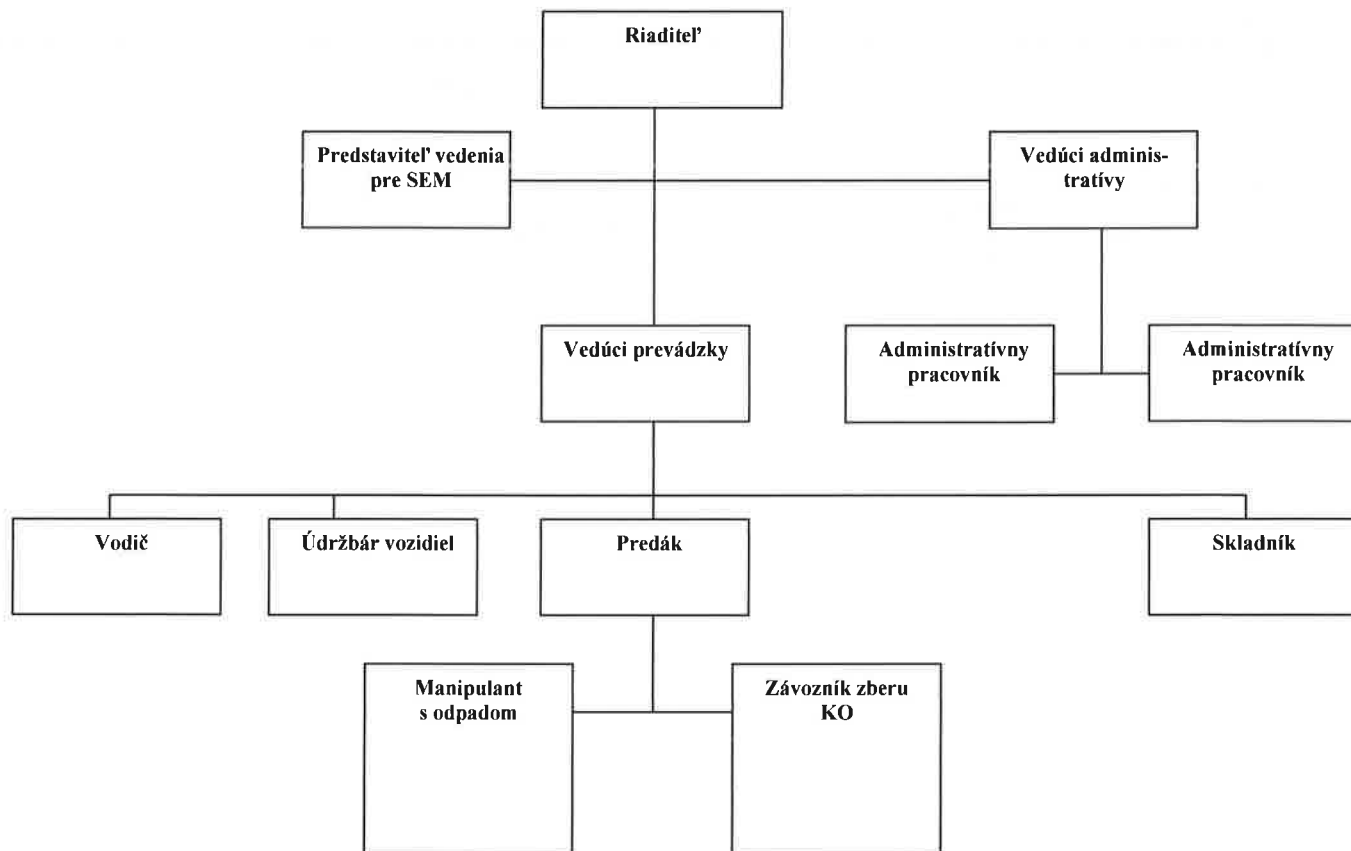 Riaditeľ
Predstaviteľ vedenia
pre SEM
Vedúci adminis-
tratívy
Vedúci prevádzky
Administratívny
pracovník
Administratívny
pracovník
Vodič
Údržbár vozidiel
Predák
Skladník
Manipulant
s odpadom
Závozník zberu
KO